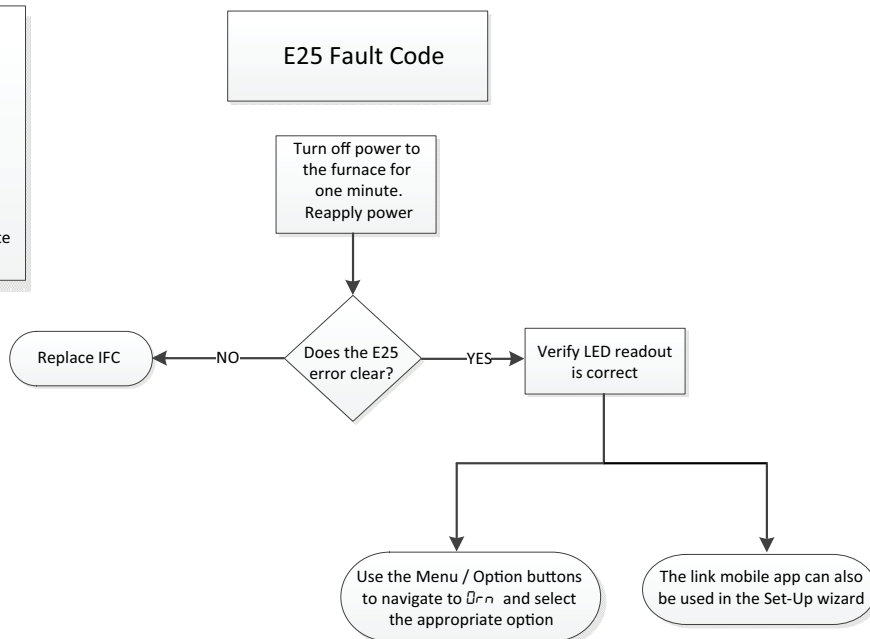 E25 Fault Code
Turn off power to
the furnace for
one minute.
Reapply power
Does the E25
error clear?
NO
Replace IFC
YES
Verify LED readout
is correct
Use the Menu / Option buttons
to navigate to Orn and select
the appropriate option
The link mobile app can also
be used in the Set-Up wizard